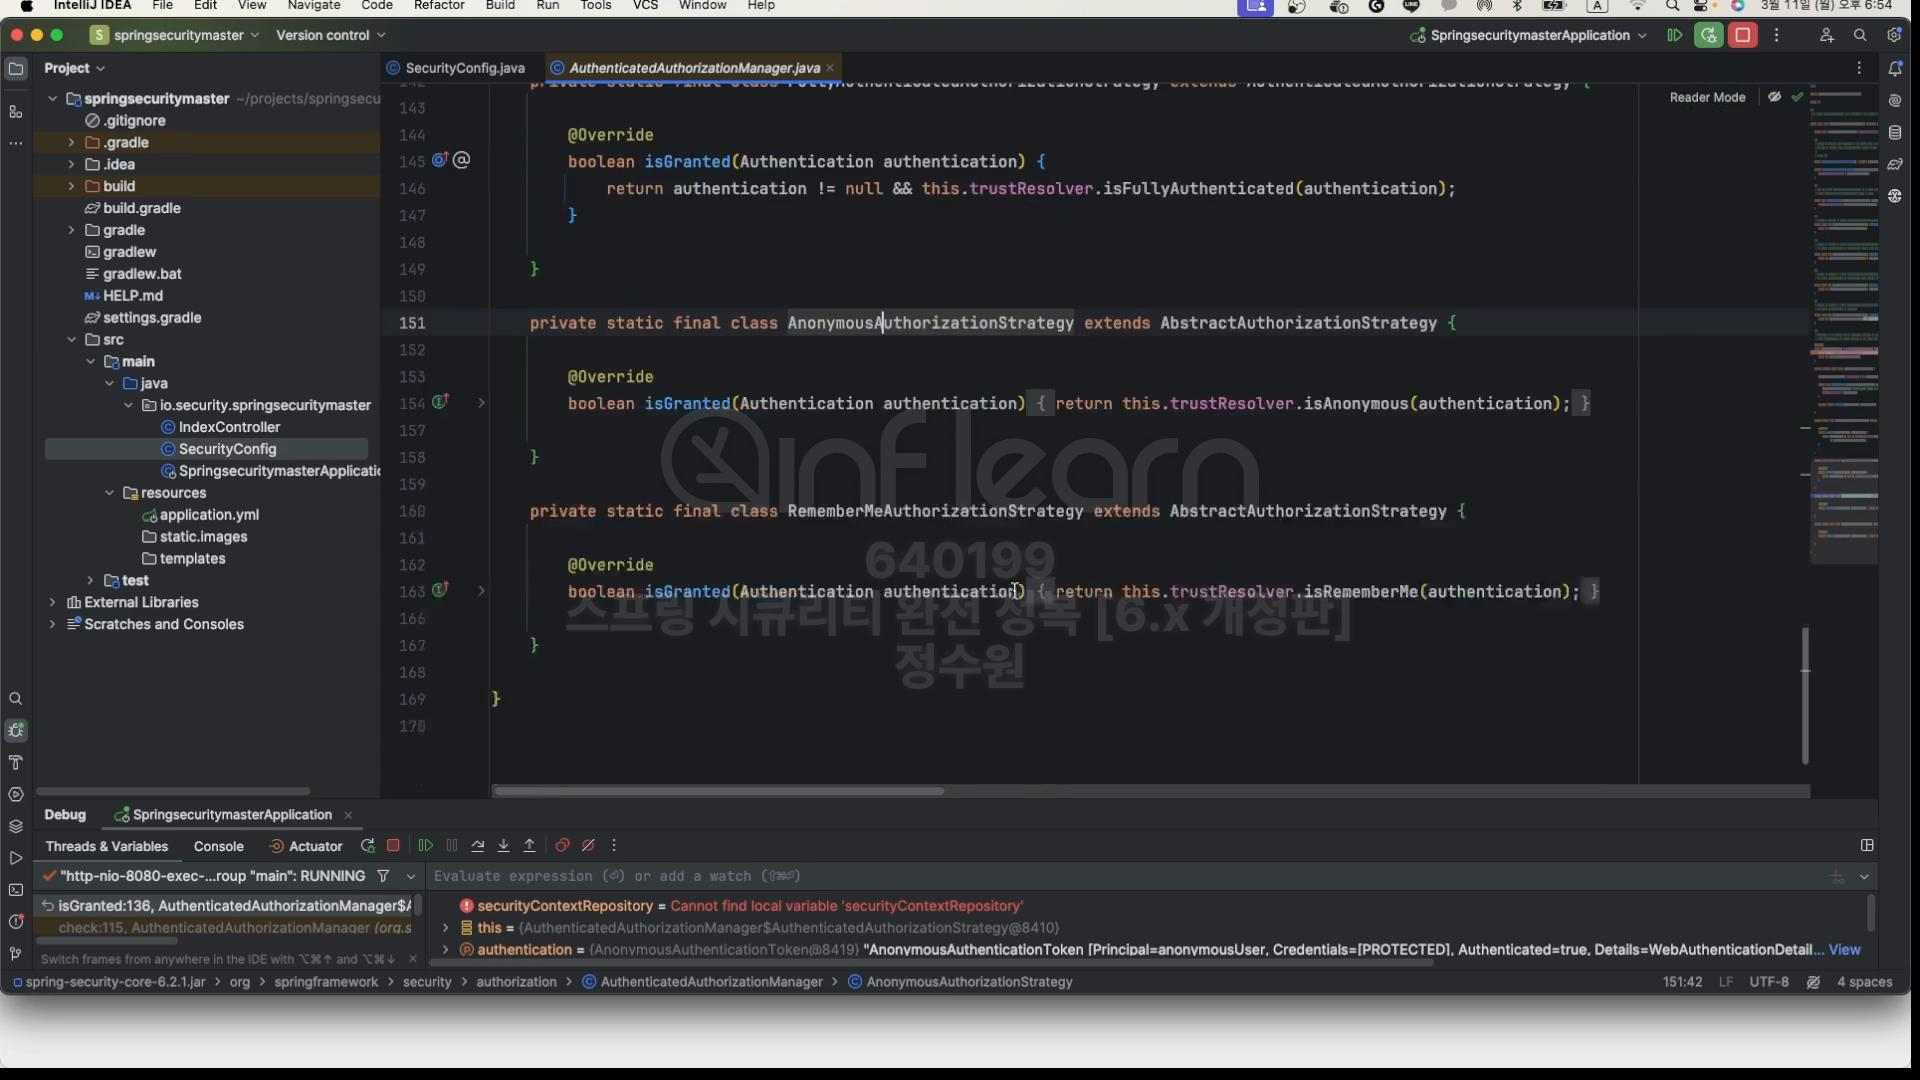 IntelliJ IDEA File Edit View Navigate Code Refactor Build Run Tools VCS Window Help A 3월 11일 (월) 오후 6:54
S springsecuritymaster Version control SpringsecuritymasterApplication
Project SecurityConfig.java AuthenticatedAuthorizationManager.java
springsecuritymaster ~/projects/springsecu
.gitignore
.gradle
.idea
build
build.gradle
gradle
gradlew
gradlew.bat
HELP.md
settings.gradle
src
main
java
io.security.springsecuritymaster
IndexController
SecurityConfig
SpringsecuritymasterApplicatio
resources
application.yml
static.images
templates
test
External Libraries
Scratches and Consoles
Reader Mode
142 private static final class FullyAuthenticatedAuthorizationStrategy extends AuthenticatedAuthorizationStrategy {
143
144 @Override
145 boolean isGranted(Authentication authentication) {
146 return authentication != null && this.trustResolver.isFullyAuthenticated(authentication);
147 }
148
149 }
150
151 private static final class AnonymousAuthorizationStrategy extends AbstractAuthorizationStrategy {
152
153 @Override
154 boolean isGranted(Authentication authentication) { return this.trustResolver.isAnonymous(authentication); }
157
158 }
159
160 private static final class RememberMeAuthorizationStrategy extends AbstractAuthorizationStrategy {
161
162 @Override
163 boolean isGranted(Authentication authentication) { return this.trustResolver.isRememberMe(authentication); }
166
167 }
168
169 }
170
inflearn
640199
스프링 시큐리티 완전 정복 [6.x 개정판]
정수원
Debug SpringsecuritymasterApplication
Threads & Variables Console Actuator
"http-nio-8080-exec-...roup "main": RUNNING Evaluate expression (⏎) or add a watch (⇧⌘⏎)
isGranted:136, AuthenticatedAuthorizationManager$A
check:115, AuthenticatedAuthorizationManager (org.s
Switch frames from anywhere in the IDE with ⌥⌘↑ and ⌥⌘↓
securityContextRepository = Cannot find local variable 'securityContextRepository'
this = {AuthenticatedAuthorizationManager$AuthenticatedAuthorizationStrategy@8410}
authentication = {AnonymousAuthenticationToken@8419} "AnonymousAuthenticationToken [Principal=anonymousUser, Credentials=[PROTECTED], Authenticated=true, Details=WebAuthenticationDetail... View
spring-security-core-6.2.1.jar > org > springframework > security > authorization > AuthenticatedAuthorizationManager > AnonymousAuthorizationStrategy 151:42 LF UTF-8 4 spaces